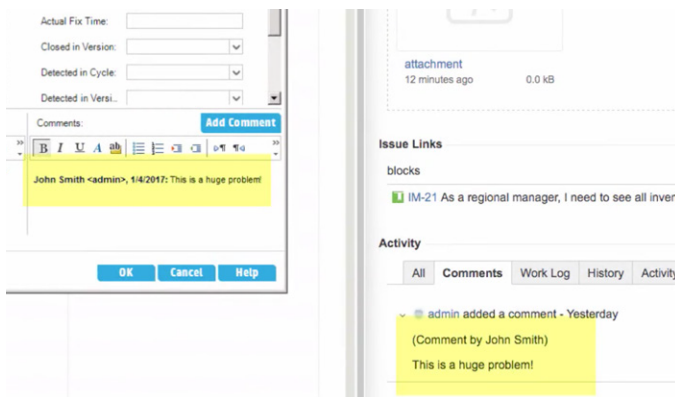 Actual Fix Time:
Closed in Version:
Detected in Cycle:
Detected in Versi...
Comments:
Add Comment
B I U A ab
John Smith <admin>, 1/4/2017: This is a huge problem!
OK Cancel Help
attachment
12 minutes ago 0.0 kB
Issue Links
blocks
IM-21 As a regional manager, I need to see all inver
Activity
All Comments Work Log History Activity
admin added a comment - Yesterday
(Comment by John Smith)
This is a huge problem!